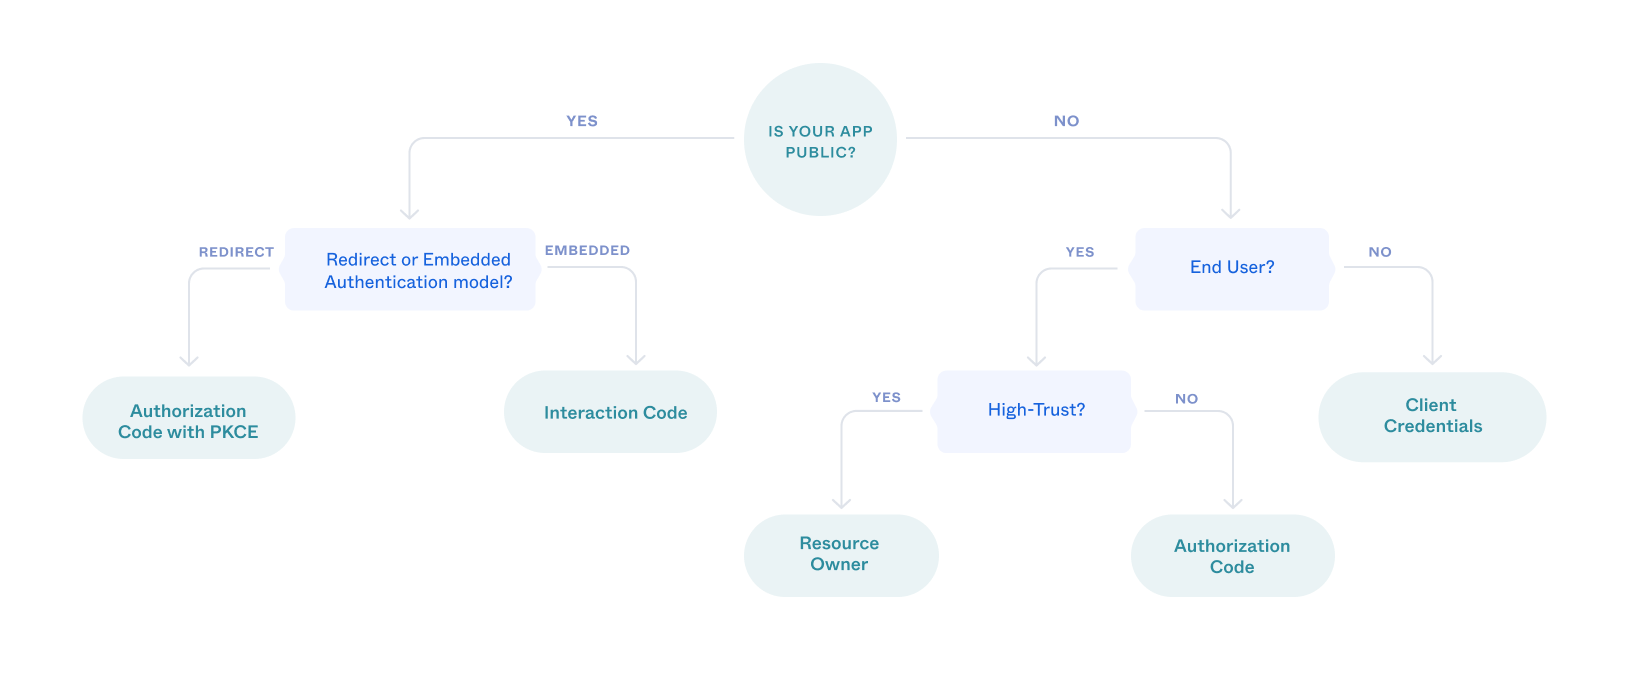 IS YOUR APP
PUBLIC?
YES
NO
REDIRECT
Redirect or Embedded
Authentication model?
EMBEDDED
YES
End User?
NO
Authorization
Code with PKCE
Interaction Code
YES
High-Trust?
NO
Client
Credentials
Resource
Owner
Authorization
Code